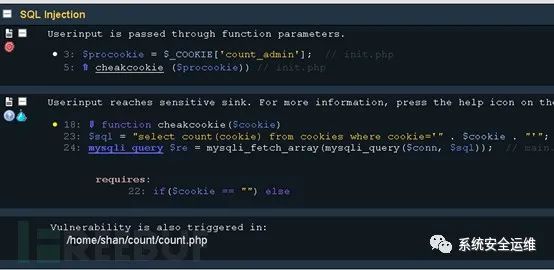 SQL Injection
Userinput is passed through function parameters.
3: $procookie = $_COOKIE['count_admin']; // init.php
5: ⇑ cheakcookie ($procookie)) // init.php
Userinput reaches sensitive sink. For more information, press the help icon on the
18: ⇓ function cheakcookie($cookie)
23: $sql = "select count(cookie) from cookies where cookie='" . $cookie . "'";
24: mysqli_query $re = mysqli_fetch_array(mysqli_query($conn, $sql)); // main.
requires:
22: if($cookie == "") else
Vulnerability is also triggered in:
/home/shan/count/count.php
REEBUF
系统安全运维